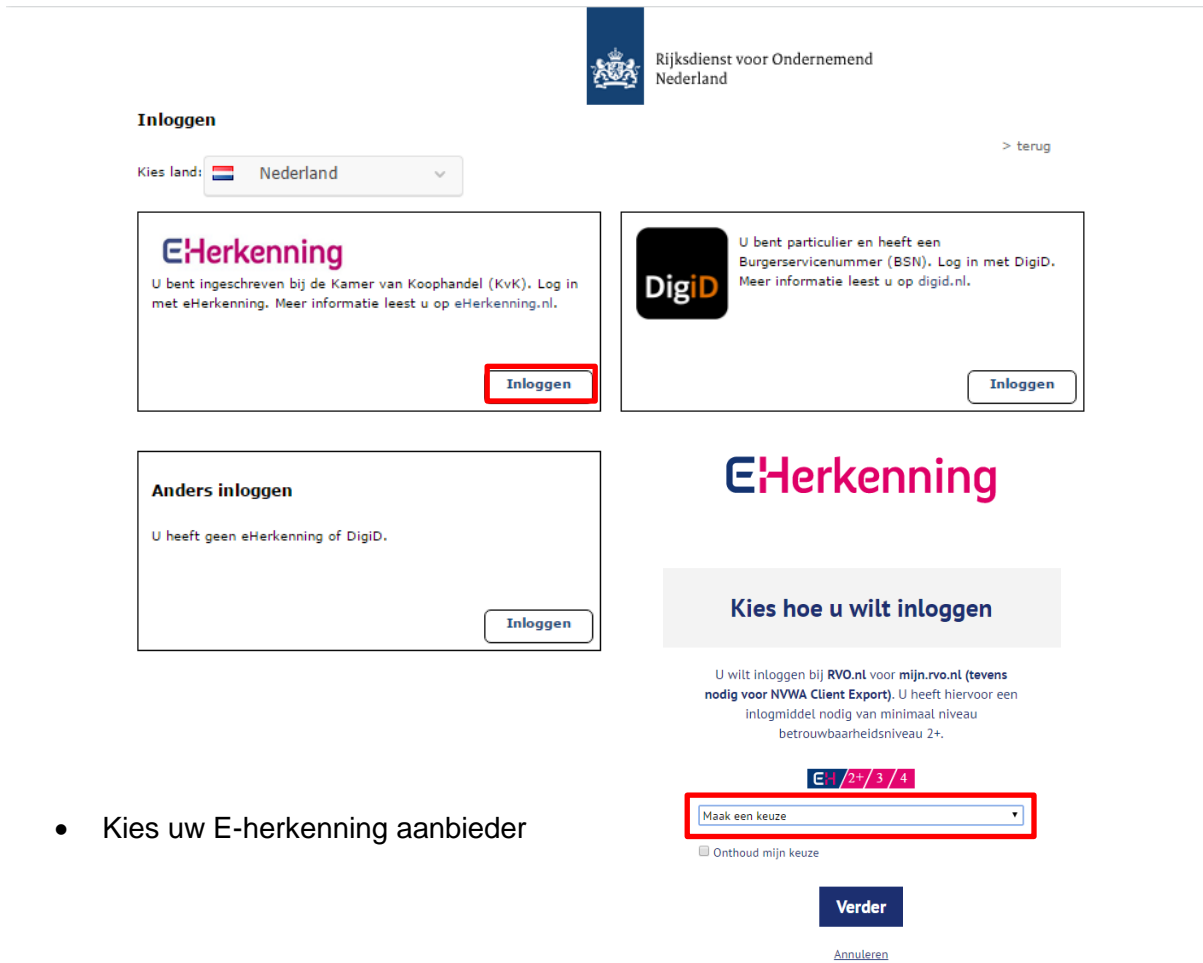 Rijksdienst voor Ondernemend
Nederland
Inloggen
> terug
Kies land:
Nederland
EHerkenning
U bent ingeschreven bij de Kamer van Koophandel (KvK). Log in
met eHerkenning. Meer informatie leest u op eHerkenning.nl.
Inloggen
DigiD
U bent particulier en heeft een
Burgerservicenummer (BSN). Log in met DigiD.
Meer informatie leest u op digid.nl.
Inloggen
Anders inloggen
U heeft geen eHerkenning of DigiD.
Inloggen
EHerkenning
Kies hoe u wilt inloggen
U wilt inloggen bij RVO.nl voor mijn.rvo.nl (tevens
nodig voor NVWA Client Export). U heeft hiervoor een
inlogmiddel nodig van minimaal niveau
betrouwbaarheidsniveau 2+.
EH 2+ 3 4
Maak een keuze
Onthoud mijn keuze
Verder
Annuleren
• Kies uw E-herkenning aanbieder